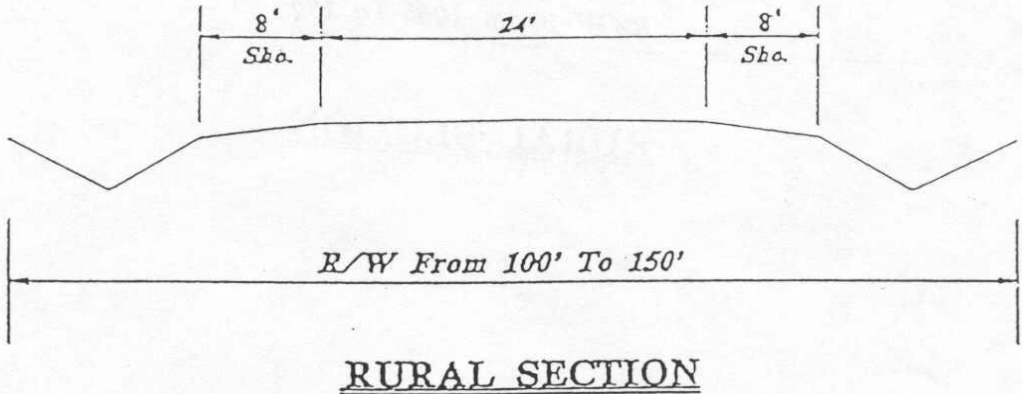 8' 24' 8'
Sho. Sho.
R/W From 100' To 150'
RURAL SECTION